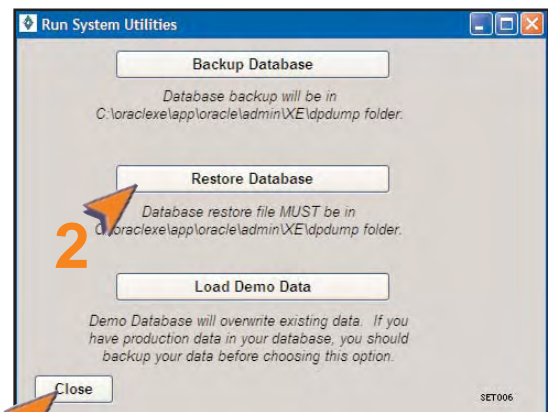 Run System Utilities
Backup Database
Database backup will be in
C:\oraclexe\app\oracle\admin\XE\dpdump folder.
Restore Database
Database restore file MUST be in
C:\oraclexe\app\oracle\admin\XE\dpdump folder.
2
Load Demo Data
Demo Database will overwrite existing data. If you
have production data in your database, you should
backup your data before choosing this option.
Close
SET006